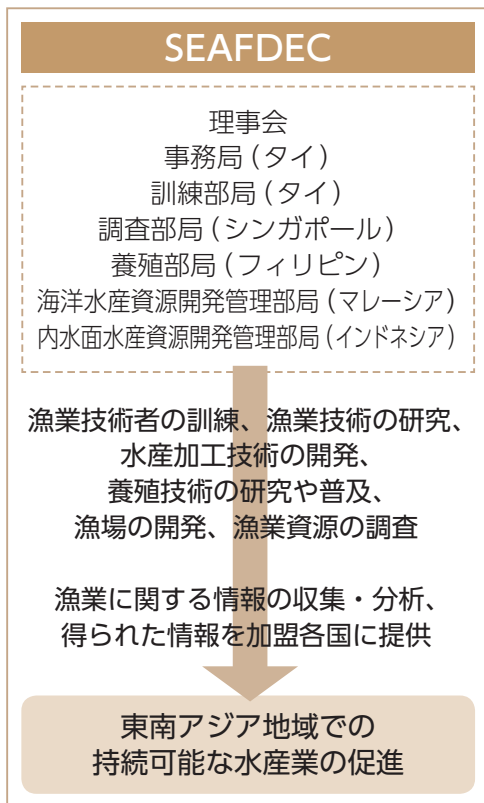 SEAFDEC
理事会
事務局（タイ）
訓練部局（タイ）
調査部局（シンガポール）
養殖部局（フィリピン）
海洋水産資源開発管理部局（マレーシア）
内水面水産資源開発管理部局（インドネシア）
漁業技術者の訓練、漁業技術の研究、
水産加工技術の開発、
養殖技術の研究や普及、
漁場の開発、漁業資源の調査
漁業に関する情報の収集・分析、
得られた情報を加盟各国に提供
東南アジア地域での
持続可能な水産業の促進